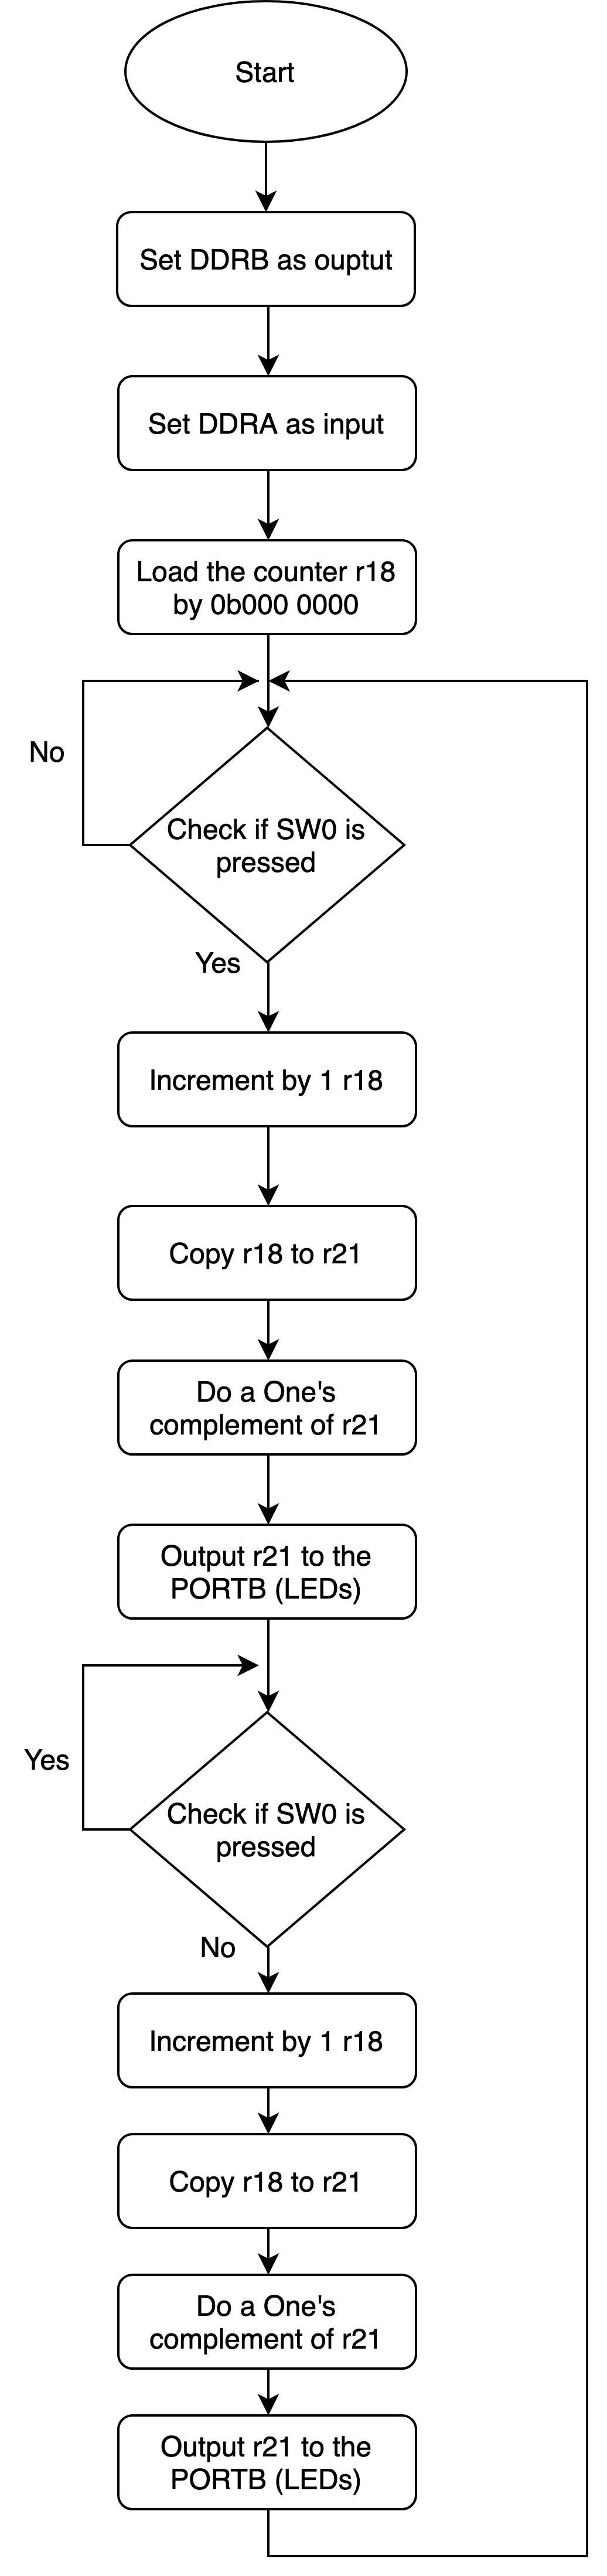 Start
Set DDRB as ouptut
Set DDRA as input
Load the counter r18
by 0b000 0000
No
Check if SW0 is
pressed
Yes
Increment by 1 r18
Copy r18 to r21
Do a One's
complement of r21
Output r21 to the
PORTB (LEDs)
Yes
Check if SW0 is
pressed
No
Increment by 1 r18
Copy r18 to r21
Do a One's
complement of r21
Output r21 to the
PORTB (LEDs)